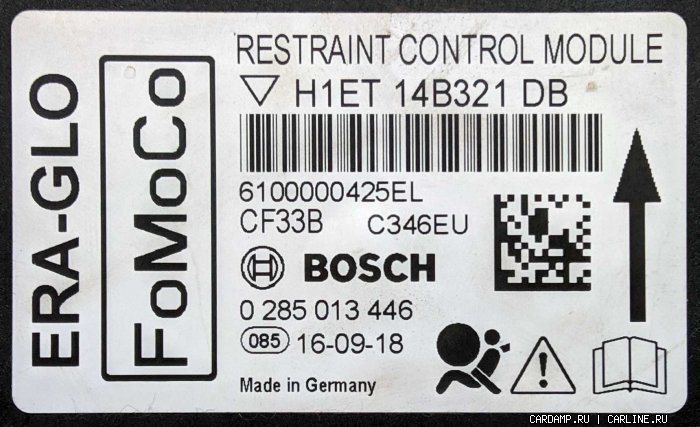 ERA-GLO
FoMoCo
RESTRAINT CONTROL MODULE
H1ET 14B321 DB
6100000425EL
CF33B C346EU
BOSCH
0 285 013 446
085 16-09-18
Made in Germany
CARDAMP.RU | CARLINE.RU